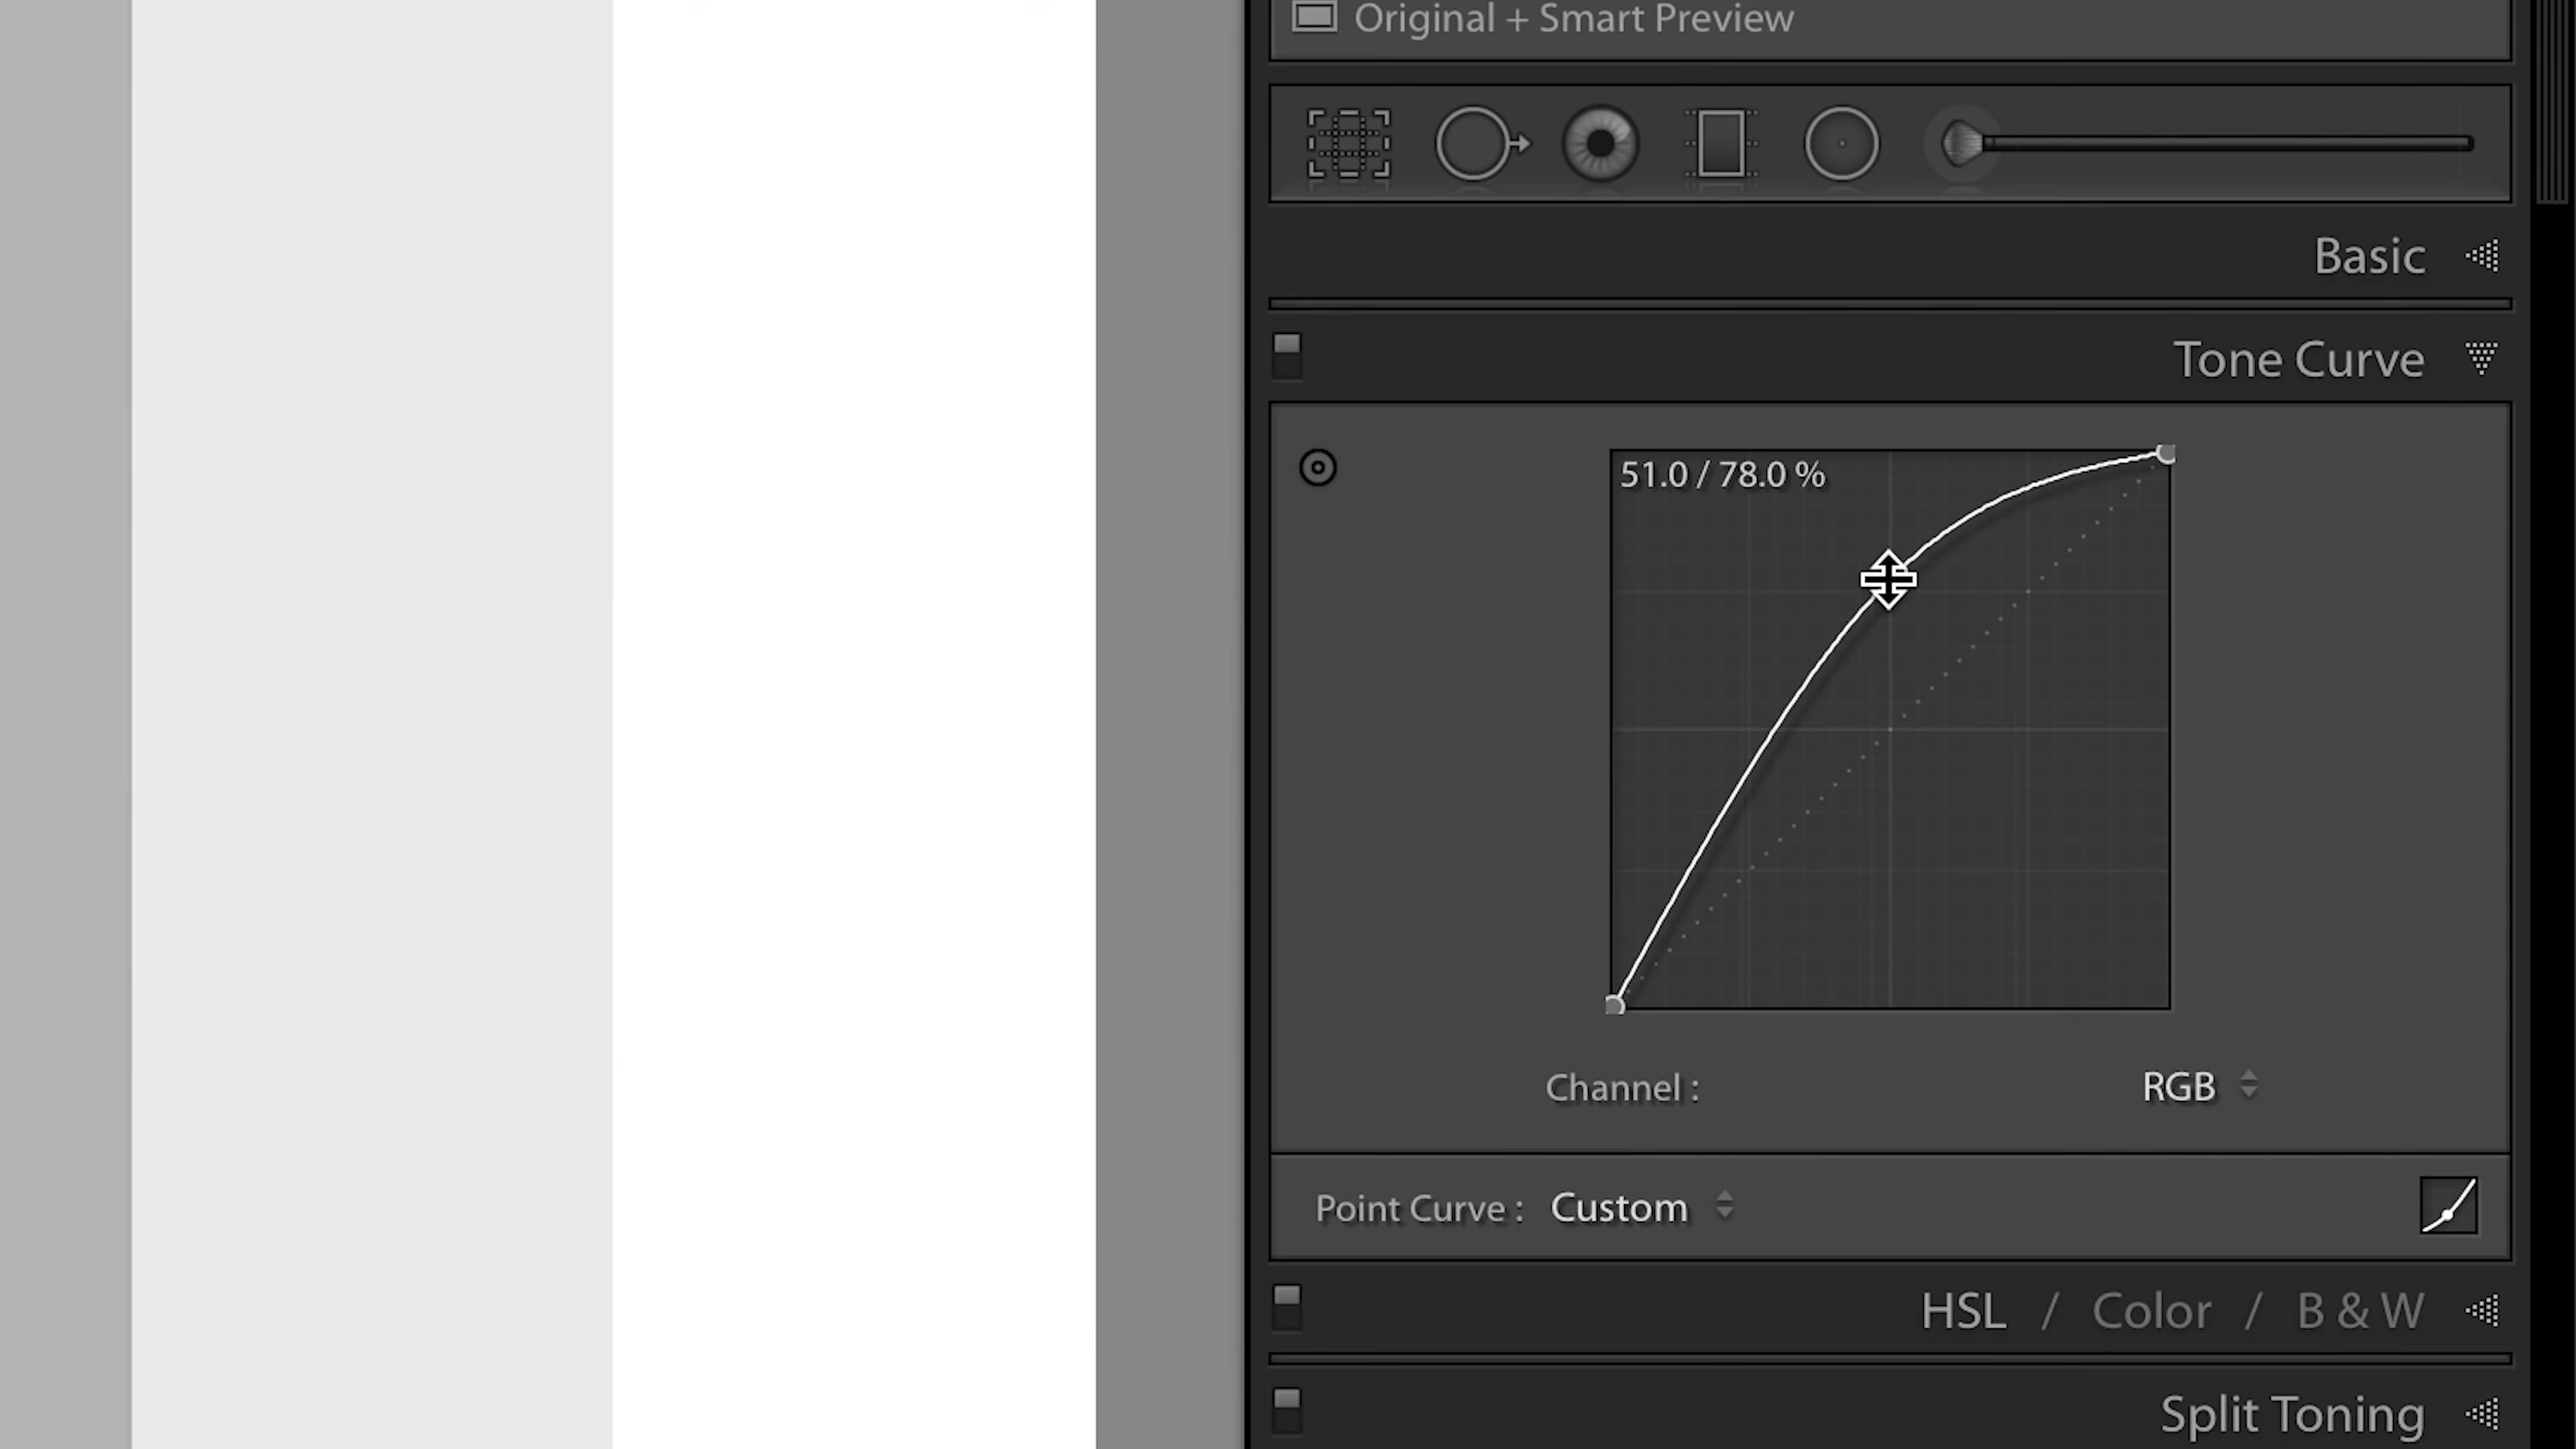 Original + Smart Preview
Basic
Tone Curve
51.0 / 78.0 %
Channel : RGB
Point Curve : Custom
HSL / Color / B & W
Split Toning